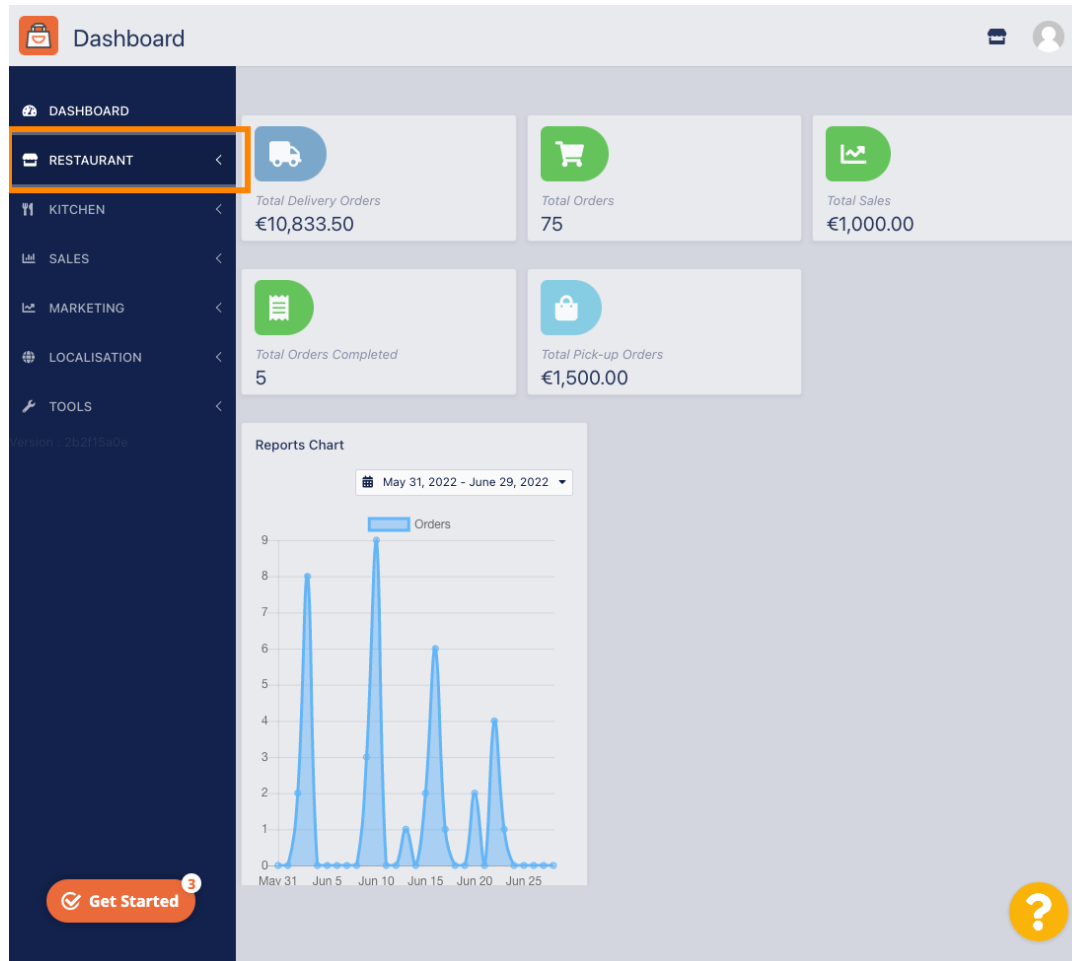 Dashboard
DASHBOARD
RESTAURANT
KITCHEN
SALES
MARKETING
LOCALISATION
TOOLS
Version : 2b2f15a0e
Total Delivery Orders
€10,833.50
Total Orders
75
Total Sales
€1,000.00
Total Orders Completed
5
Total Pick-up Orders
€1,500.00
Reports Chart
May 31, 2022 - June 29, 2022
Orders
9
8
7
6
5
4
3
2
1
0
May 31 Jun 5 Jun 10 Jun 15 Jun 20 Jun 25
Get Started
3
?